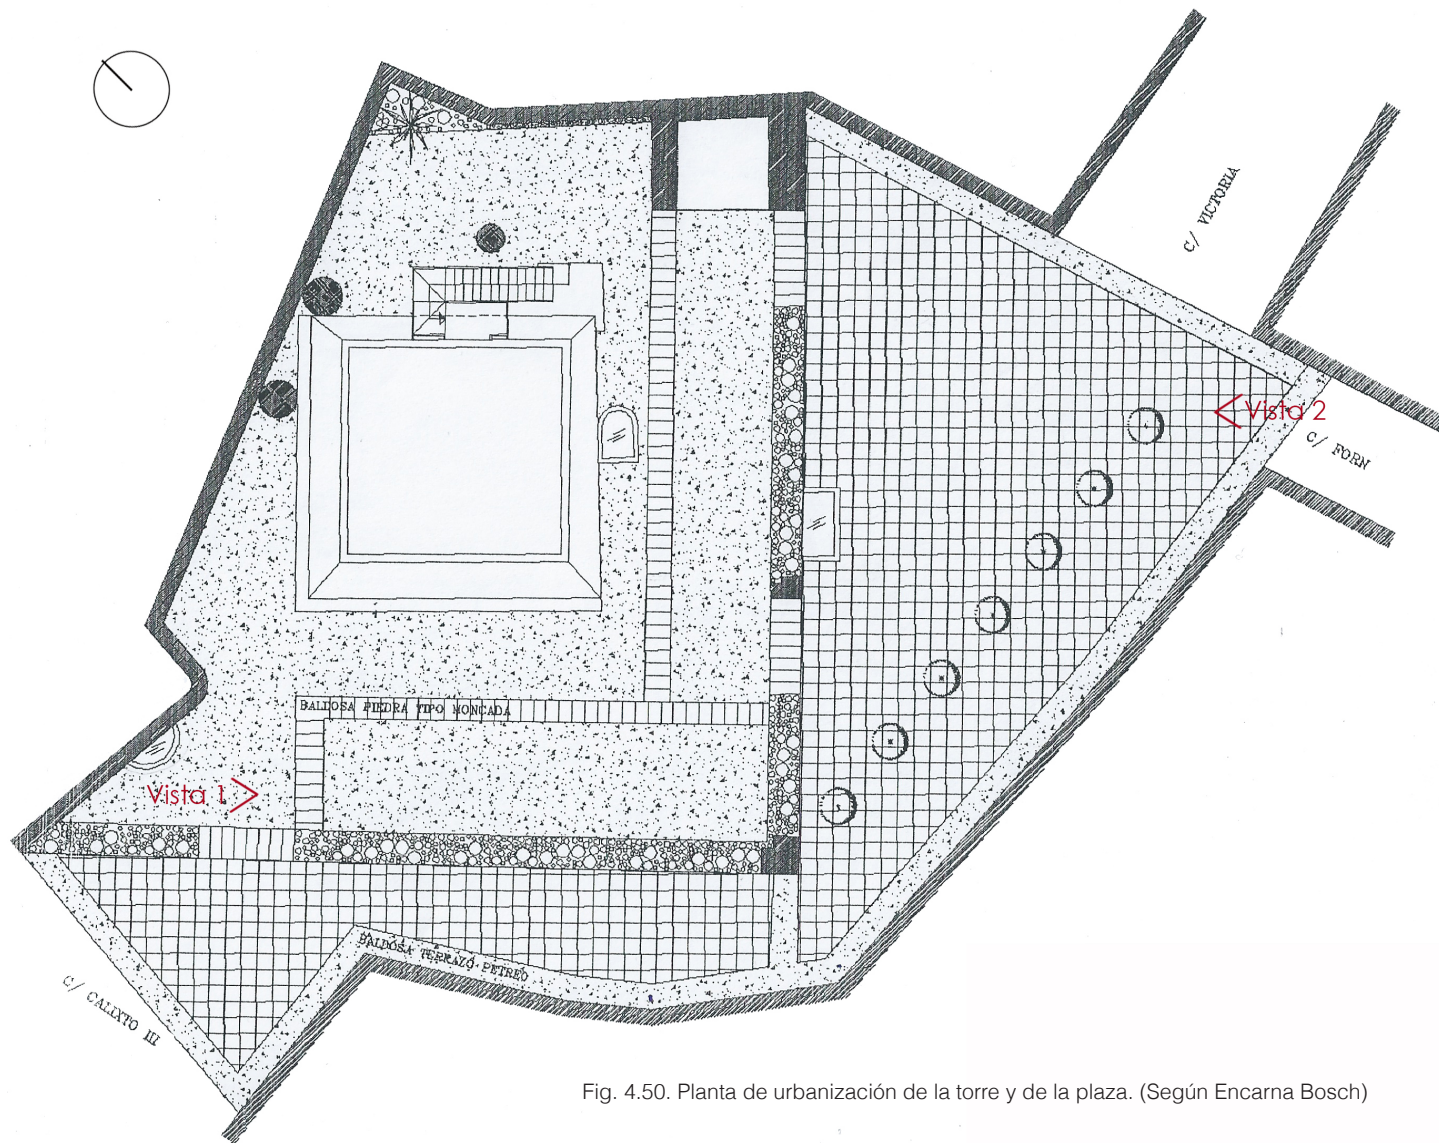 C/ VICTORIA
Vista 2
C/ FORN
BALDOSA PIEDRA TIPO MONCADA
Vista 1
BALDOSA TERRAZO PETREO
C/ CALIXTO III
Fig. 4.50. Planta de urbanización de la torre y de la plaza. (Según Encarna Bosch)